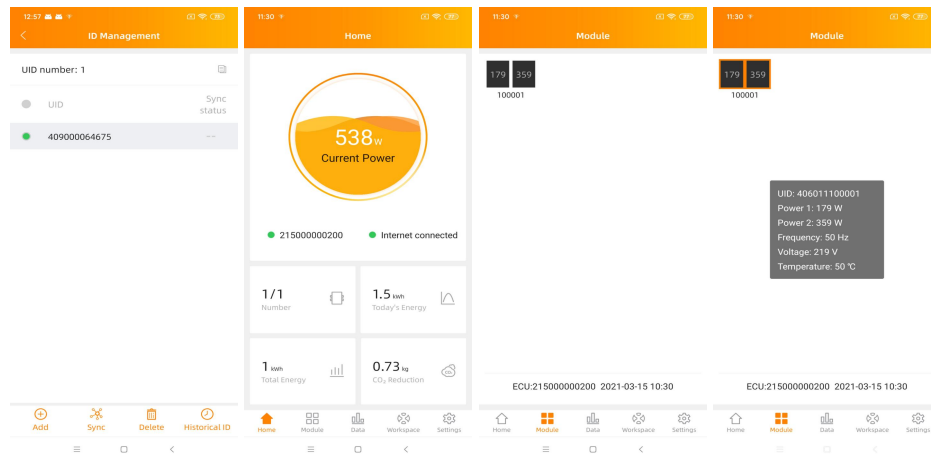 12:57
ID Management
UID number: 1
UID
Sync
status
409000064675
--
Add
Sync
Delete
Historical ID
11:30
Home
538W
Current Power
215000000200
Internet connected
1/1
Number
1.5 kWh
Today's Energy
1 kWh
Total Energy
0.73 kg
CO₂ Reduction
Home
Module
Data
Workspace
Settings
11:30
Module
179
359
100001
ECU:215000000200 2021-03-15 10:30
Home
Module
Data
Workspace
Settings
11:30
Module
179
359
100001
UID: 406011100001
Power 1: 179 W
Power 2: 359 W
Frequency: 50 Hz
Voltage: 219 V
Temperature: 50 ℃
ECU:215000000200 2021-03-15 10:30
Home
Module
Data
Workspace
Settings